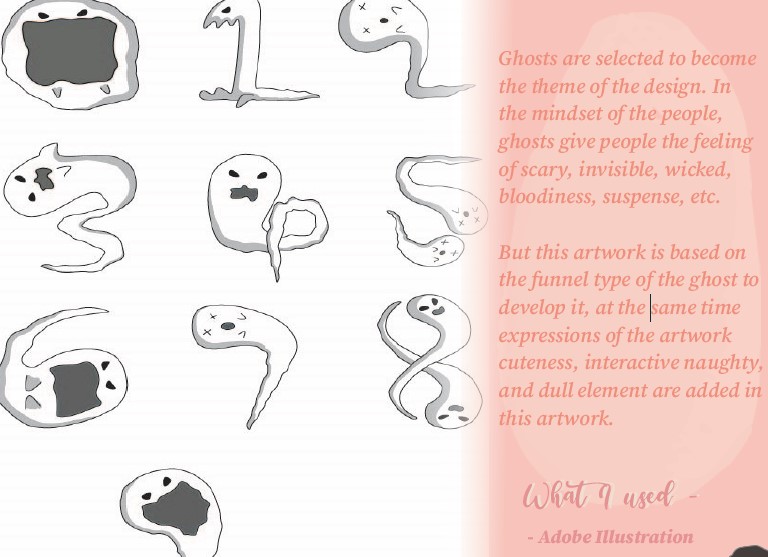 Ghosts are selected to become
the theme of the design. In
the mindset of the people,
ghosts give people the feeling
of scary, invisible, wicked,
bloodiness, suspense, etc.
But this artwork is based on
the funnel type of the ghost to
develop it, at the same time
expressions of the artwork
cuteness, interactive naughty,
and dull element are added in
this artwork.
What I used -
- Adobe Illustration